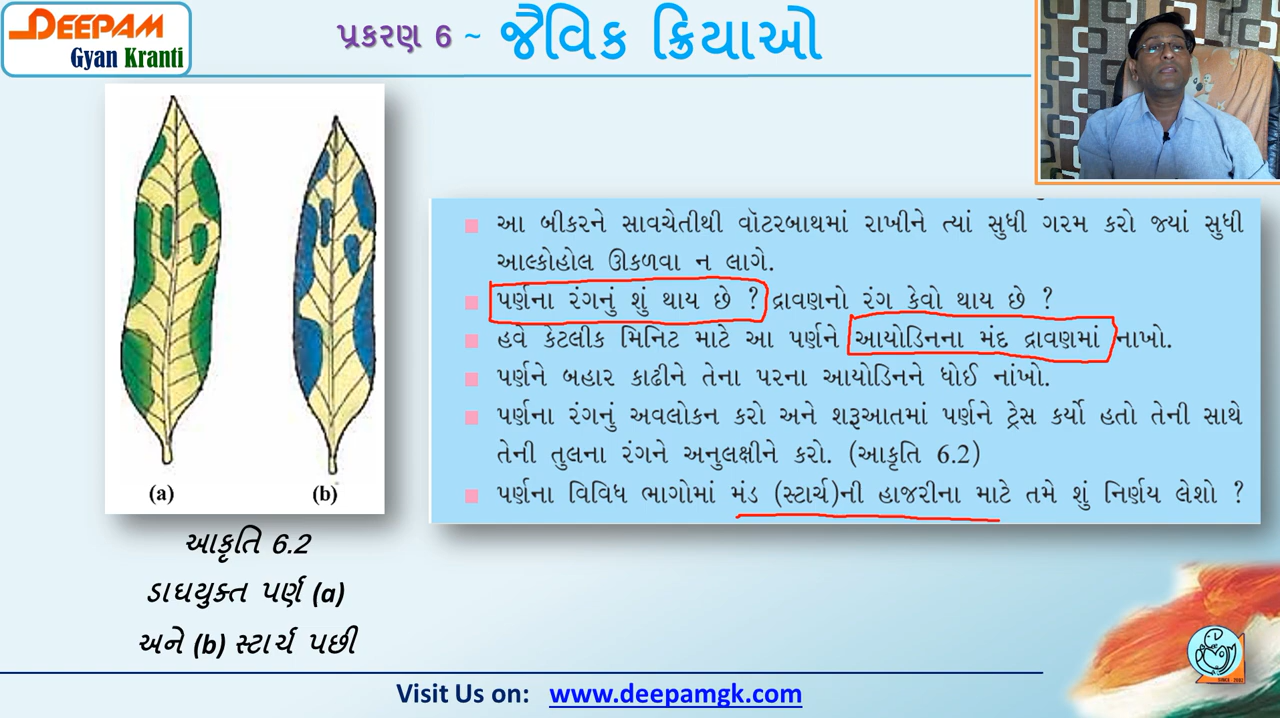 DEEPAM
Gyan Kranti
પ્રકરણ 6 ~ જૈવિક ક્રિયાઓ
(a) (b)
આકૃતિ 6.2
ડાઘયુક્ત પર્ણ (a)
અને (b) સ્ટાર્ચ પછી
આ બીકરને સાવચેતીથી વૉટરબાથમાં રાખીને ત્યાં સુધી ગરમ કરો જ્યાં સુધી
આલ્કોહોલ ઊકળવા ન લાગે.
પર્ણના રંગનું શું થાય છે ? દ્રાવણનો રંગ કેવો થાય છે ?
હવે કેટલીક મિનિટ માટે આ પર્ણને આયોડિનના મંદ દ્રાવણમાં નાખો.
પર્ણને બહાર કાઢીને તેના પરના આયોડિનને ધોઈ નાંખો.
પર્ણના રંગનું અવલોકન કરો અને શરૂઆતમાં પર્ણને ટ્રેસ કર્યો હતો તેની સાથે
તેની તુલના રંગને અનુલક્ષીને કરો. (આકૃતિ 6.2)
પર્ણના વિવિધ ભાગોમાં મંડ (સ્ટાર્ચ)ની હાજરીના માટે તમે શું નિર્ણય લેશો ?
Visit Us on: www.deepamgk.com